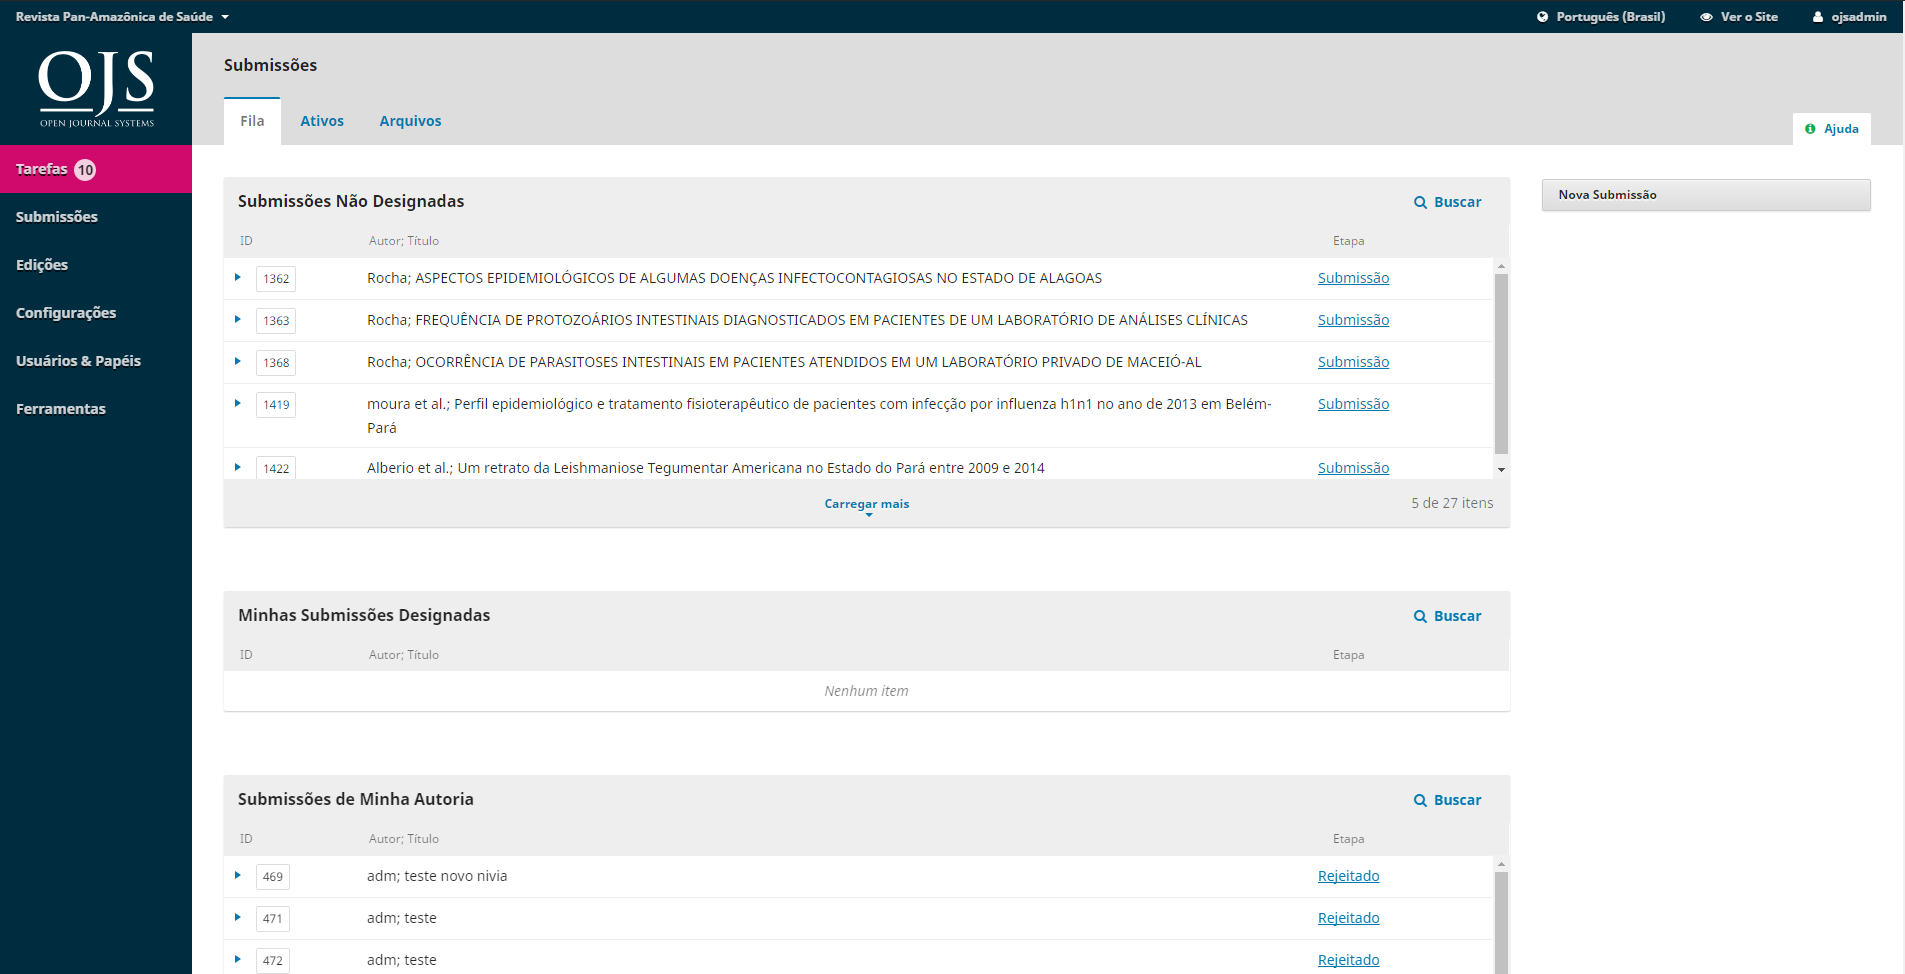 Revista Pan-Amazônica de Saúde
Português (Brasil)
Ver o Site
ojsadmin
OJS
OPEN JOURNAL SYSTEMS
Tarefas 10
Submissões
Edições
Configurações
Usuários & Papéis
Ferramentas
Submissões
Fila
Ativos
Arquivos
Ajuda
Nova Submissão
Submissões Não Designadas
Buscar
ID Autor; Título Etapa
1362 Rocha; ASPECTOS EPIDEMIOLÓGICOS DE ALGUMAS DOENÇAS INFECTOCONTAGIOSAS NO ESTADO DE ALAGOAS Submissão
1363 Rocha; FREQUÊNCIA DE PROTOZOÁRIOS INTESTINAIS DIAGNOSTICADOS EM PACIENTES DE UM LABORATÓRIO DE ANÁLISES CLÍNICAS Submissão
1368 Rocha; OCORRÊNCIA DE PARASITOSES INTESTINAIS EM PACIENTES ATENDIDOS EM UM LABORATÓRIO PRIVADO DE MACEIÓ-AL Submissão
1419 moura et al.; Perfil epidemiológico e tratamento fisioterapêutico de pacientes com infecção por influenza h1n1 no ano de 2013 em Belém- Submissão
Pará
1422 Alberio et al.; Um retrato da Leishmaniose Tegumentar Americana no Estado do Pará entre 2009 e 2014 Submissão
Carregar mais
5 de 27 itens
Minhas Submissões Designadas
Buscar
ID Autor; Título Etapa
Nenhum item
Submissões de Minha Autoria
Buscar
ID Autor; Título Etapa
469 adm; teste novo nivia Rejeitado
471 adm; teste Rejeitado
472 adm; teste Rejeitado